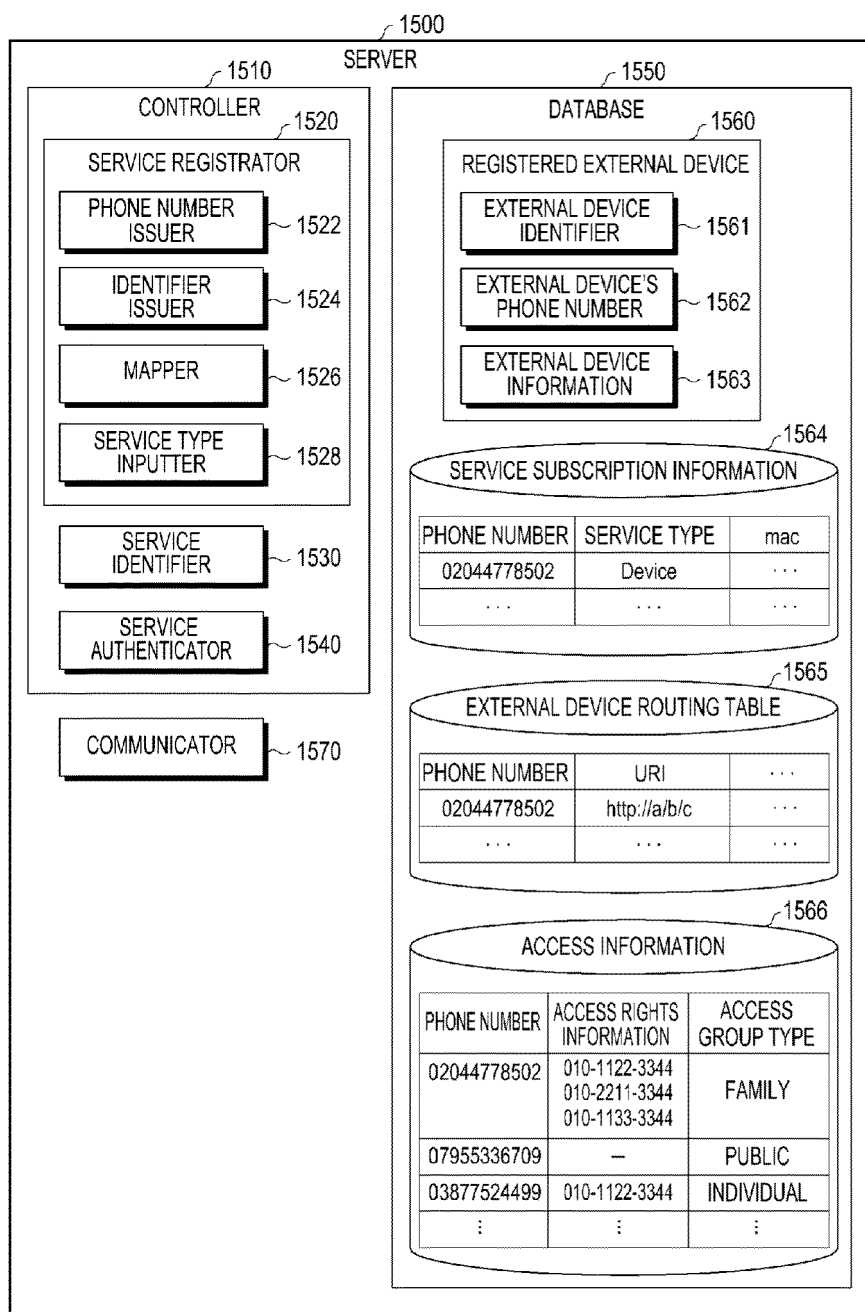 1500
SERVER
1510
CONTROLLER
1520
SERVICE REGISTRATOR
PHONE NUMBER
ISSUER
1522
IDENTIFIER
ISSUER
1524
MAPPER
1526
SERVICE TYPE
INPUTTER
1528
SERVICE
IDENTIFIER
1530
SERVICE
AUTHENTICATOR
1540
COMMUNICATOR
1570
1550
DATABASE
1560
REGISTERED EXTERNAL DEVICE
EXTERNAL DEVICE
IDENTIFIER
1561
EXTERNAL DEVICE'S
PHONE NUMBER
1562
EXTERNAL DEVICE
INFORMATION
1563
1564
SERVICE SUBSCRIPTION INFORMATION
PHONE NUMBER SERVICE TYPE mac
02044778502 Device ...
... ... ...
1565
EXTERNAL DEVICE ROUTING TABLE
PHONE NUMBER URI ...
02044778502 http://a/b/c ...
... ... ...
1566
ACCESS INFORMATION
PHONE NUMBER ACCESS RIGHTS INFORMATION ACCESS GROUP TYPE
02044778502 010-1122-3344 FAMILY
010-2211-3344
010-1133-3344
07955336709 – PUBLIC
03877524499 010-1122-3344 INDIVIDUAL
⋮ ⋮ ⋮